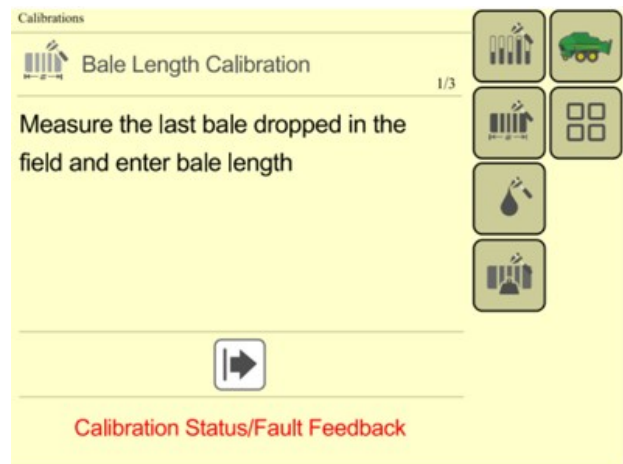 Calibrations
Bale Length Calibration
1/3
Measure the last bale dropped in the
field and enter bale length
Calibration Status/Fault Feedback